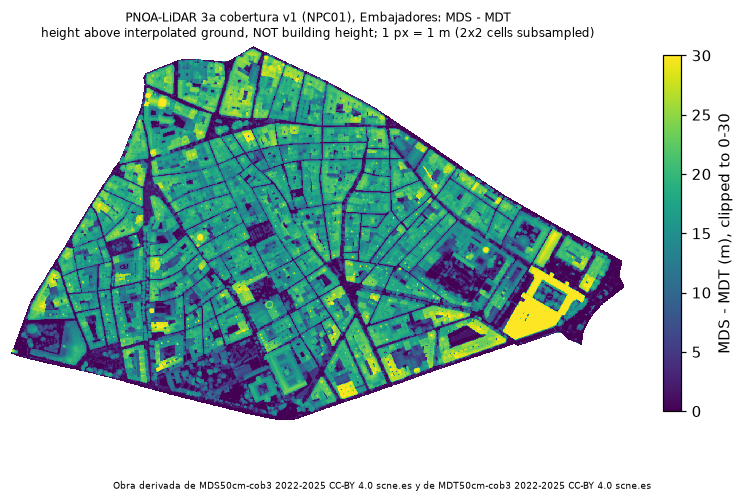 PNOA-LiDAR 3a cobertura v1 (NPC01), Embajadores: MDS - MDT
height above interpolated ground, NOT building height; 1 px = 1 m (2x2 cells subsampled)
30
25
20
15
10
5
0
MDS - MDT (m), clipped to 0-30
Obra derivada de MDS50cm-cob3 2022-2025 CC-BY 4.0 scne.es y de MDT50cm-cob3 2022-2025 CC-BY 4.0 scne.es